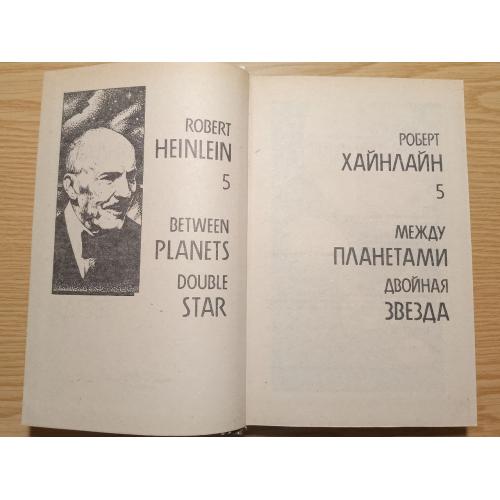 ROBERT
HEINLEIN
5
BETWEEN
PLANETS
DOUBLE
STAR
РОБЕРТ
ХАЙНЛАЙН
5
МЕЖДУ
ПЛАНЕТАМИ
ДВОЙНАЯ
ЗВЕЗДА